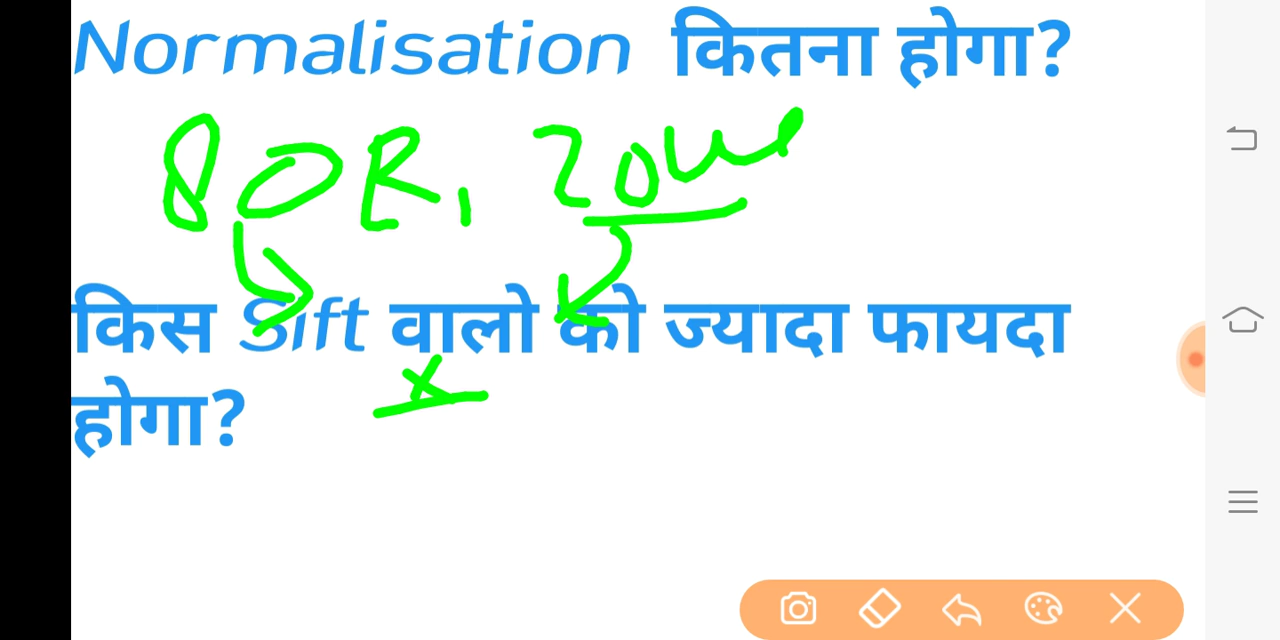 Normalisation कितना होगा?
80R, 20W
किस Sift वालो को ज्यादा फायदा
होगा?
x